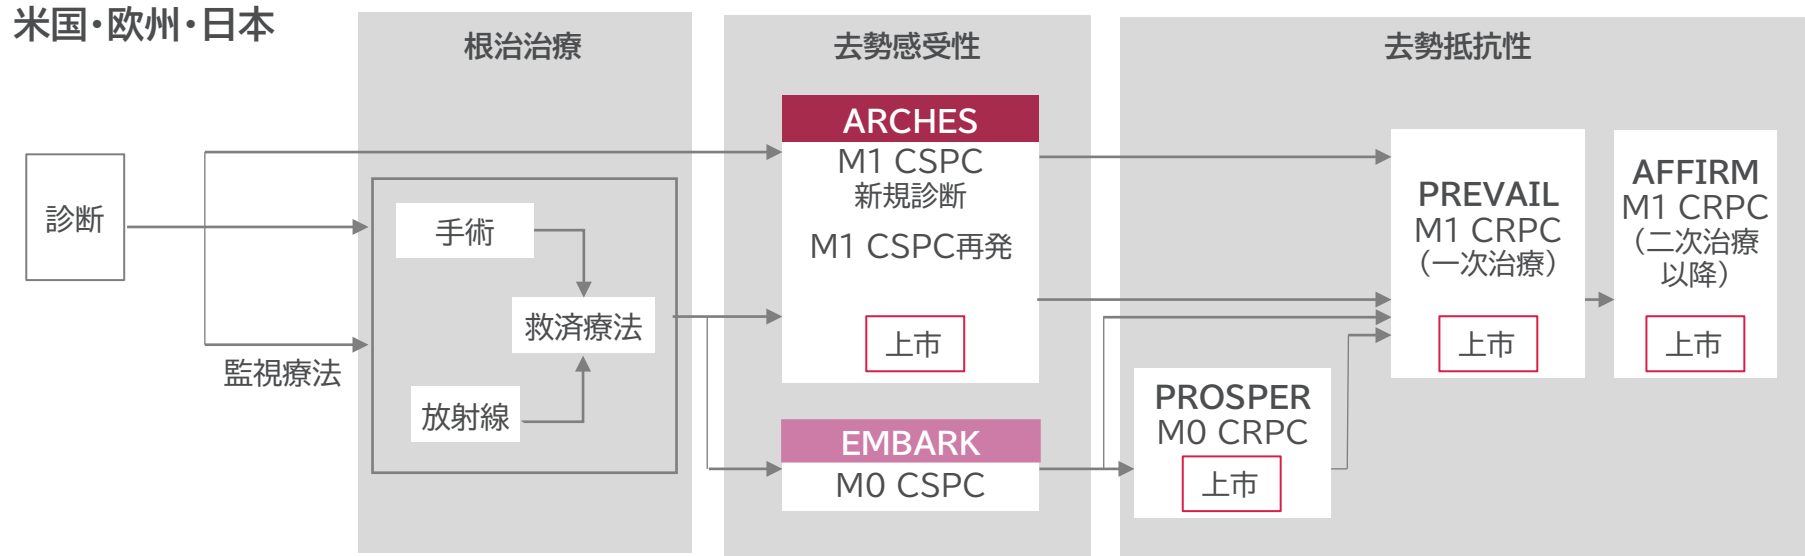 米国・欧州・日本
根治治療
去勢感受性
去勢抵抗性
診断
監視療法
手術
救済療法
放射線
ARCHES
M1 CSPC
新規診断
M1 CSPC再発
上市
EMBARK
M0 CSPC
PROSPER
M0 CRPC
上市
PREVAIL
M1 CRPC
（一次治療）
上市
AFFIRM
M1 CRPC
（二次治療
以降）
上市